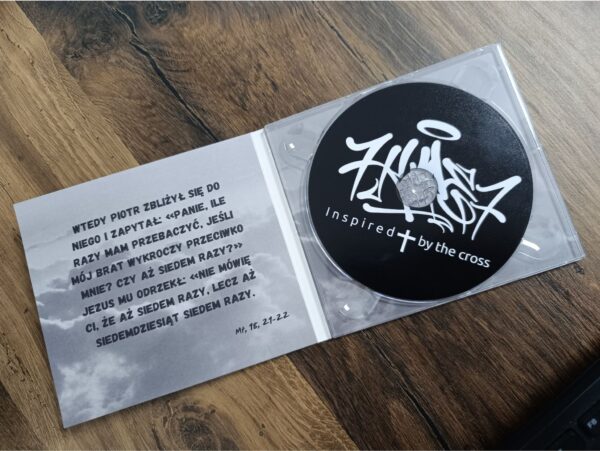 WTEDY PIOTR ZBLIŻYŁ SIĘ DO
NIEGO I ZAPYTAŁ: «PANIE, ILE
RAZY MAM PRZEBACZYĆ, JEŚLI
MÓJ BRAT WYKROCZY PRZECIWKO
MNIE? CZY AŻ SIEDEM RAZY?»
JEZUS MU ODRZEKŁ: «NIE MÓWIĘ
CI, ŻE AŻ SIEDEM RAZY, LECZ AŻ
SIEDEMDZIESIĄT SIEDEM RAZY.
Mt, 18, 21-22
Inspired by the cross